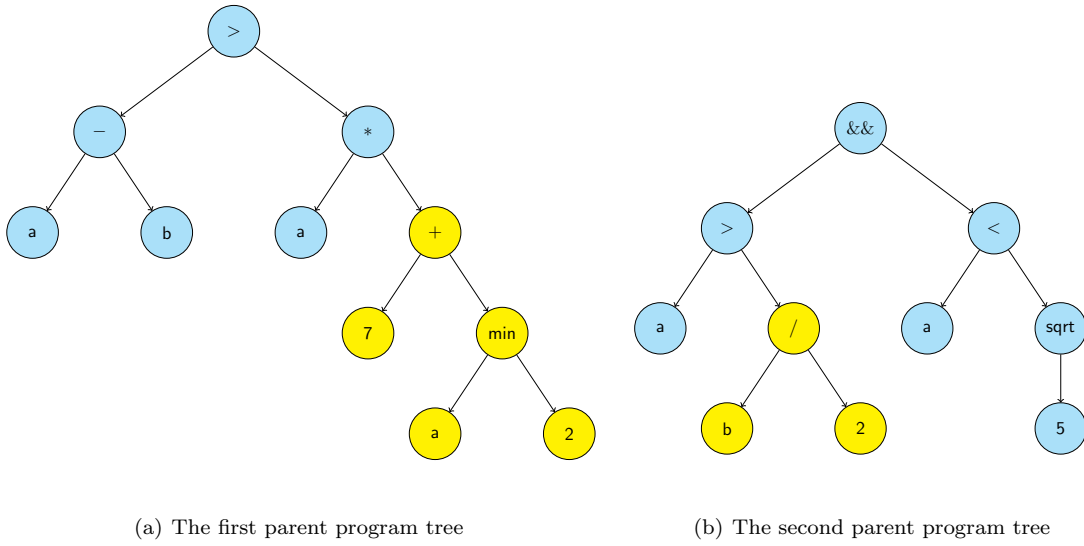 >
− *
&&
> <
a b a +
7 min
a / a sqrt
a 2
b 2 5
(a) The first parent program tree
(b) The second parent program tree